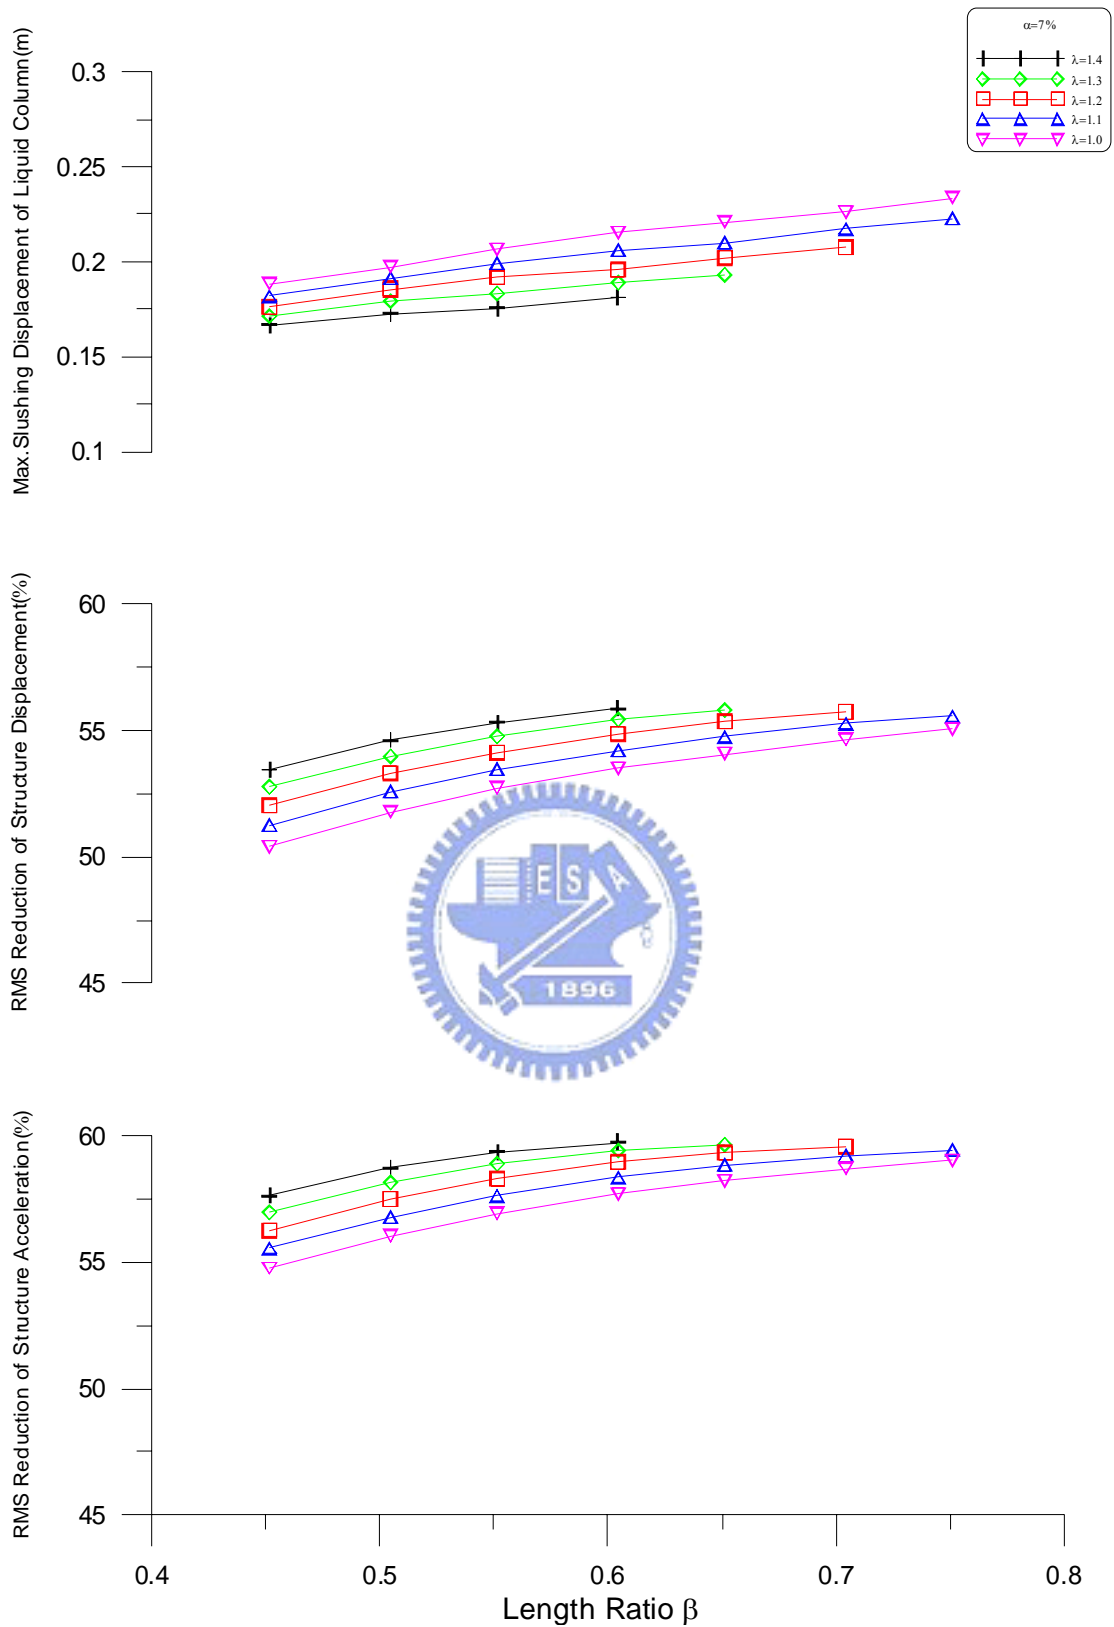 α=7%
λ=1.4
λ=1.3
λ=1.2
λ=1.1
λ=1.0
Max.Slushing Displacement of Liquid Column(m)
0.3
0.25
0.2
0.15
0.1
RMS Reduction of Structure Displacement(%)
60
55
50
45
E S A
1896
RMS Reduction of Structure Acceleration(%)
60
55
50
45
0.4 0.5 0.6 0.7 0.8
Length Ratio β